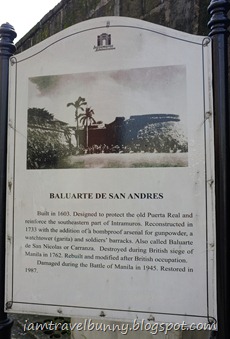 BALUARTE DE SAN ANDRES
Built in 1603. Designed to protect the old Puerta Real and
reinforce the southeastern part of Intramuros. Reconstructed in
1733 with the addition of a bombproof arsenal for gunpowder, a
watchtower (garita) and soldiers' barracks. Also called Baluarte
de San Nicolas or Carranza. Destroyed during British siege of
Manila in 1762. Rebuilt and modified after British occupation.
Damaged during the Battle of Manila in 1945. Restored in
1987.
iamtravelbunny.blogspot.com